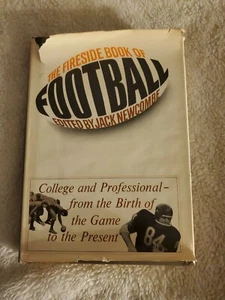 THE FIRESIDE BOOK OF
FOOTBALL
EDITED BY JACK NEWCOMBE
College and Professional–
from the Birth of
the Game
to the Present
84